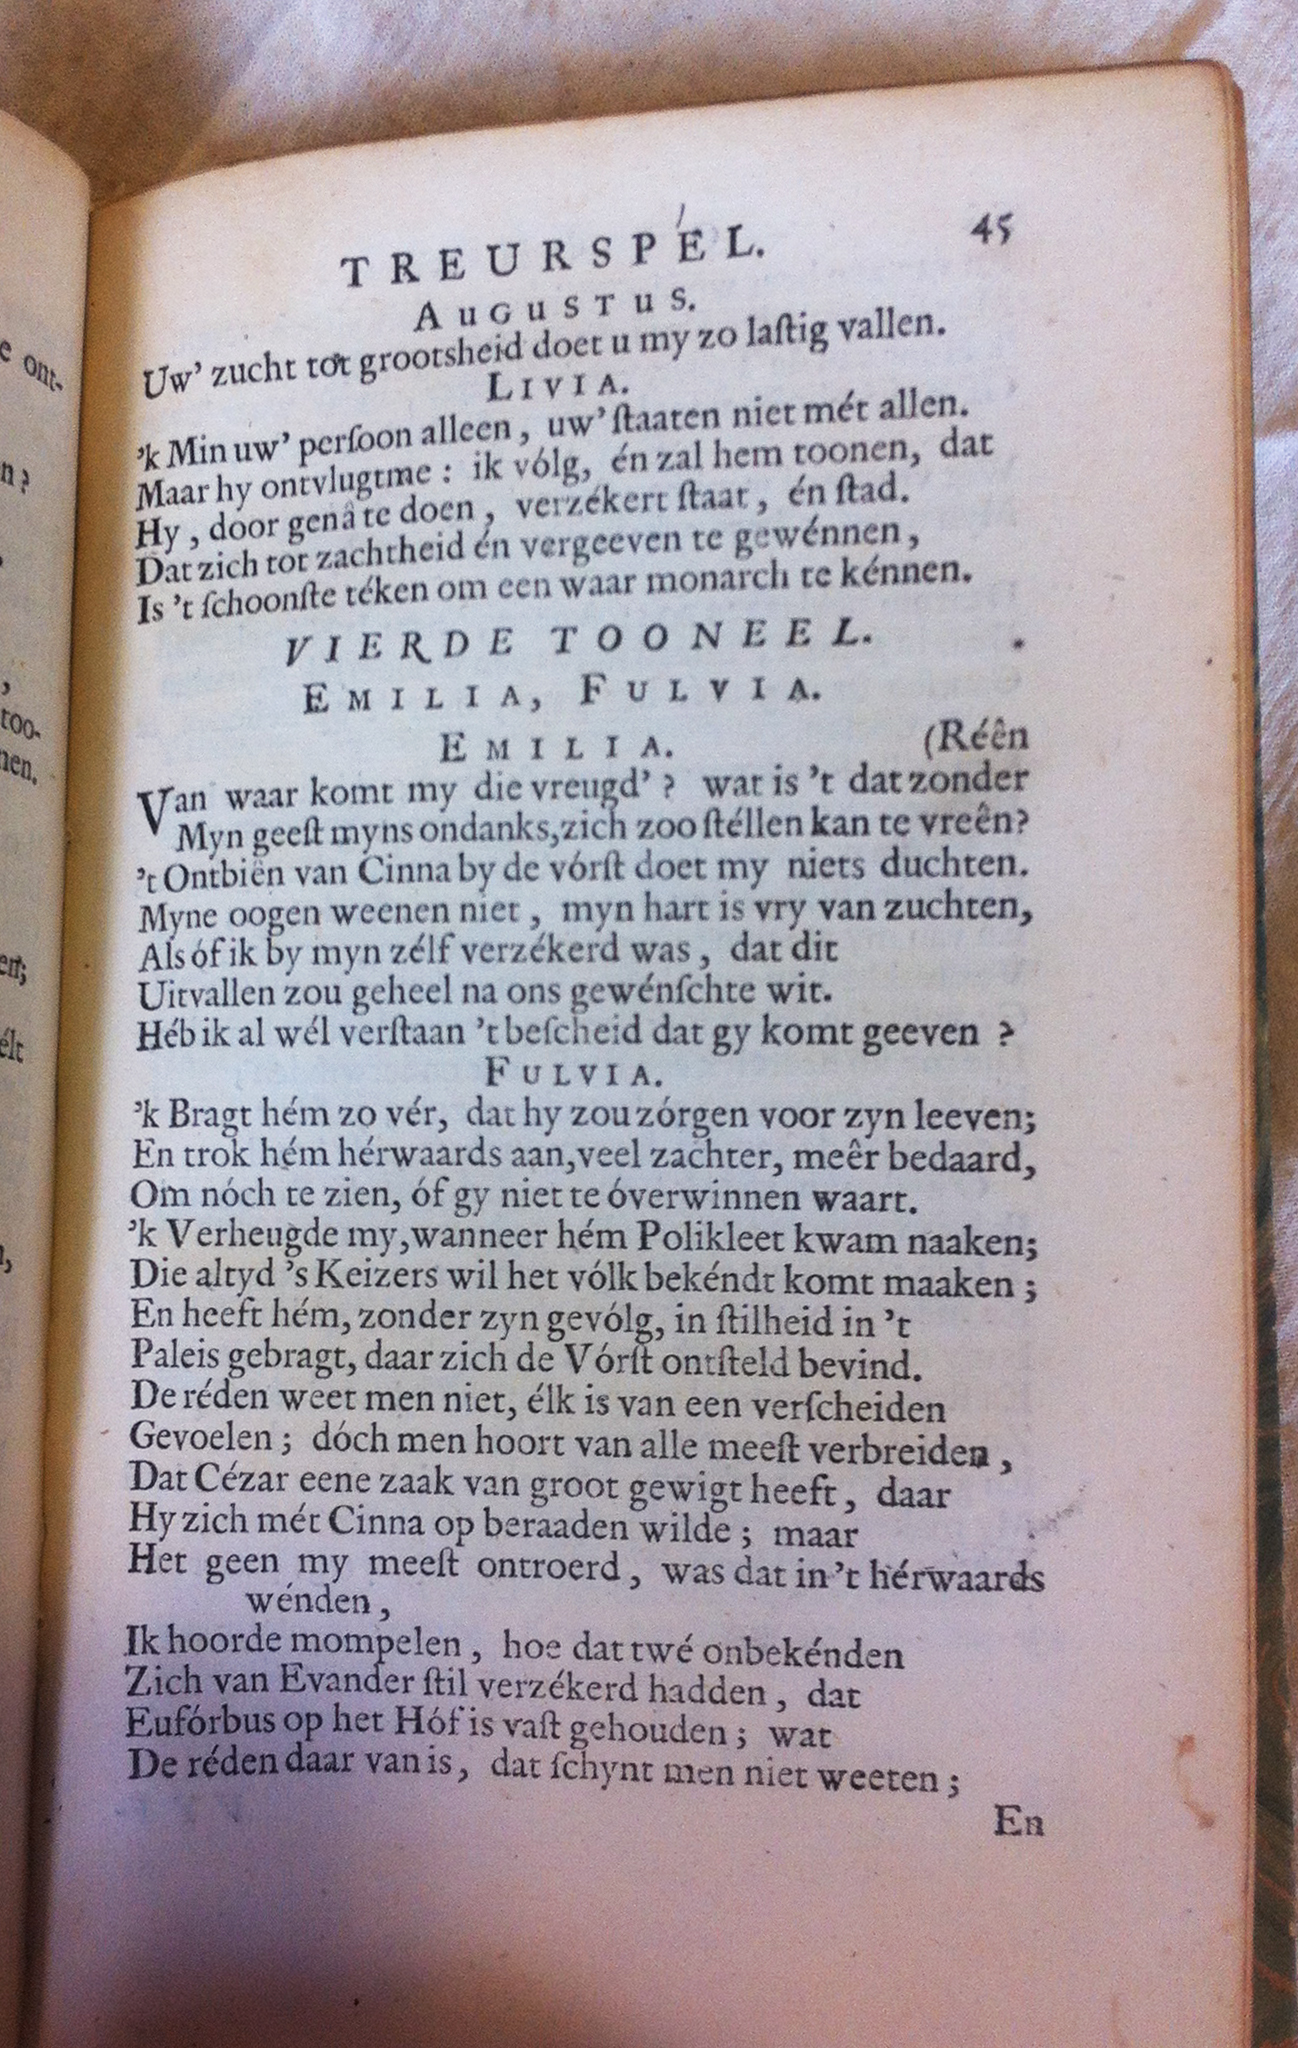 TREURSPEL. 45
AUGUSTUS.
Uw' zucht tót grootsheid doet u my zo laſtig vallen.
LIVIA.
'k Min uw' perſoon alleen, uw' ſtaaten niet mét allen.
Maar hy ontvlugtme: ik vólg, én zal hem toonen, dat
Hy, door genâ te doen, verzékert ſtaat, én ſtad.
Dat zich tot zachtheid én vergeeven te gewénnen,
Is 't ſchoonſte téken om een waar monarch te kénnen.
VIERDE TOONEEL.
EMILIA, FULVIA.
EMILIA. (Réên
Van waar komt my die vreugd'? wat is 't dat zonder
Myn geeſt myns ondanks, zich zoo ſtéllen kan te vreên?
't Ontbiên van Cinna by de vórſt doet my niets duchten.
Myne oogen weenen niet, myn hart is vry van zuchten,
Als óf ik by myn zélf verzékerd was, dat dit
Uitvallen zou geheel na ons gewénſchte wit.
Héb ik al wél verſtaan 't beſcheid dat gy komt geeven?
FULVIA.
'k Bragt hém zo vér, dat hy zou zórgen voor zyn leeven;
En trok hém hérwaards aan, veel zachter, meêr bedaard,
Om nóch te zien, óf gy niet te óverwinnen waart.
'k Verheugde my, wanneer hém Polikleet kwam naaken;
Die altyd 's Keizers wil het vólk bekéndt komt maaken;
En heeft hém, zonder zyn gevólg, in ſtilheid in 't
Paleis gebragt, daar zich de Vórſt ontſteld bevind.
De réden weet men niet, élk is van een verſcheiden
Gevoelen; dóch men hoort van alle meeſt verbreiden,
Dat Cézar eene zaak van groot gewigt heeft, daar
Hy zich mét Cinna op beraaden wilde; maar
Het geen my meeſt ontroerd, was dat in 't hérwaards
wénden,
Ik hoorde mompelen, hoe dat twé onbekénden
Zich van Evander ſtil verzékerd hadden, dat
Eufórbus op het Hóf is vaſt gehouden; wat
De réden daar van is, dat ſchynt men niet weeten;
En